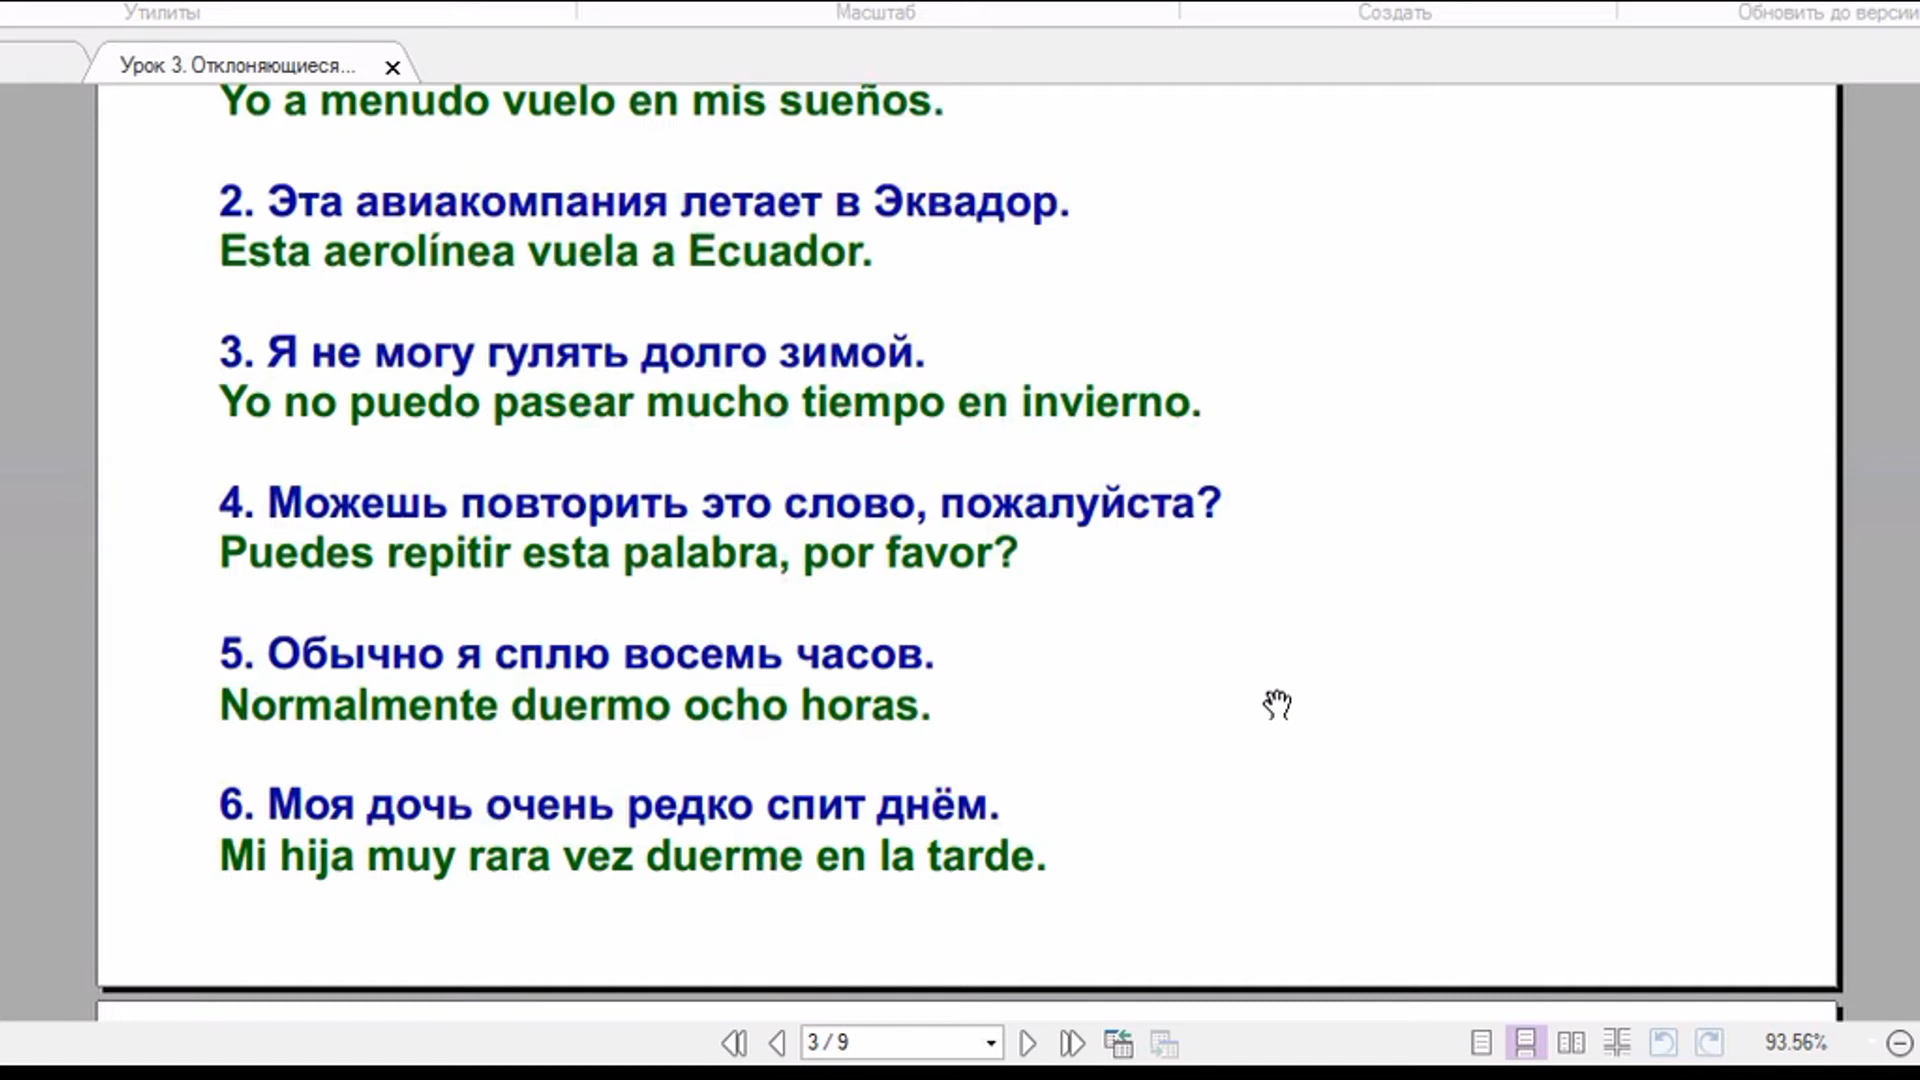 Утилиты
Масштаб
Создать
Обновить до версии
Урок 3. Отклоняющиеся...
Yo a menudo vuelo en mis sueños.
2. Эта авиакомпания летает в Эквадор.
Esta aerolínea vuela a Ecuador.
3. Я не могу гулять долго зимой.
Yo no puedo pasear mucho tiempo en invierno.
4. Можешь повторить это слово, пожалуйста?
Puedes repitir esta palabra, por favor?
5. Обычно я сплю восемь часов.
Normalmente duermo ocho horas.
6. Моя дочь очень редко спит днём.
Mi hija muy rara vez duerme en la tarde.
3 / 9
93.56%